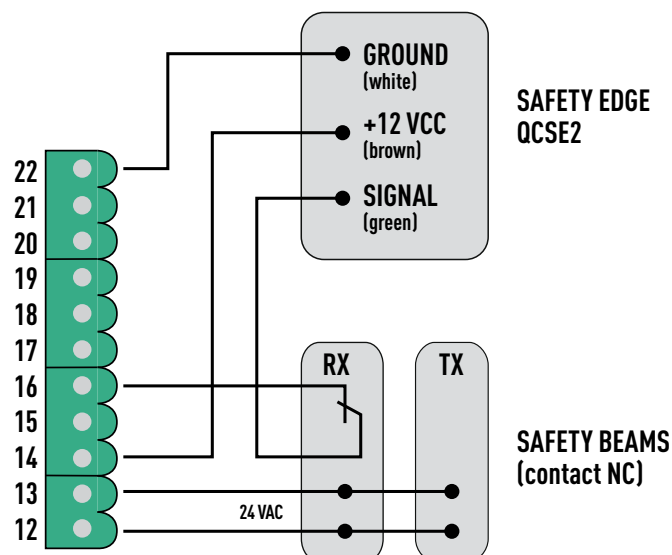 GROUND
(white)
+12 VCC
(brown)
SIGNAL
(green)
SAFETY EDGE
QCSE2
22
21
20
19
18
17
16
15
14
13
12
RX
TX
24 VAC
SAFETY BEAMS
(contact NC)